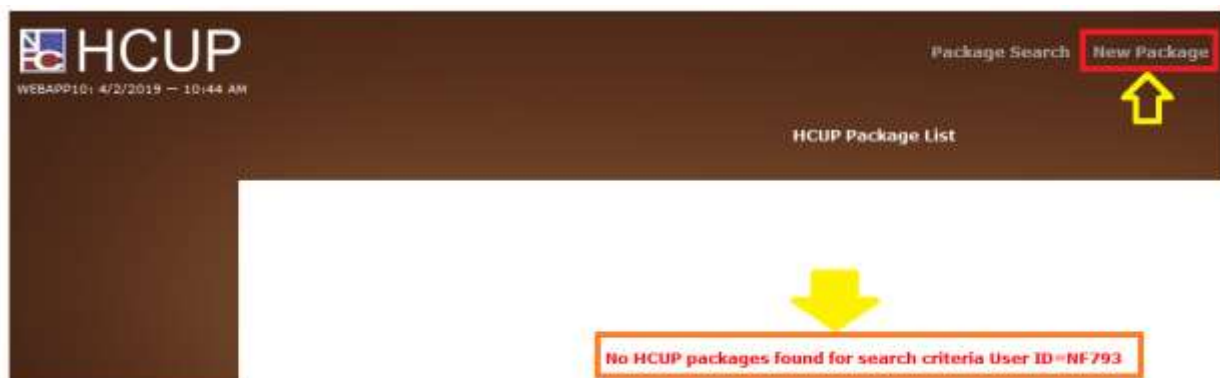 NFC HCUP
Package Search New Package
WEBAPP10: 4/2/2019 — 10:44 AM
HCUP Package List
No HCUP packages found for search criteria User ID=NF793